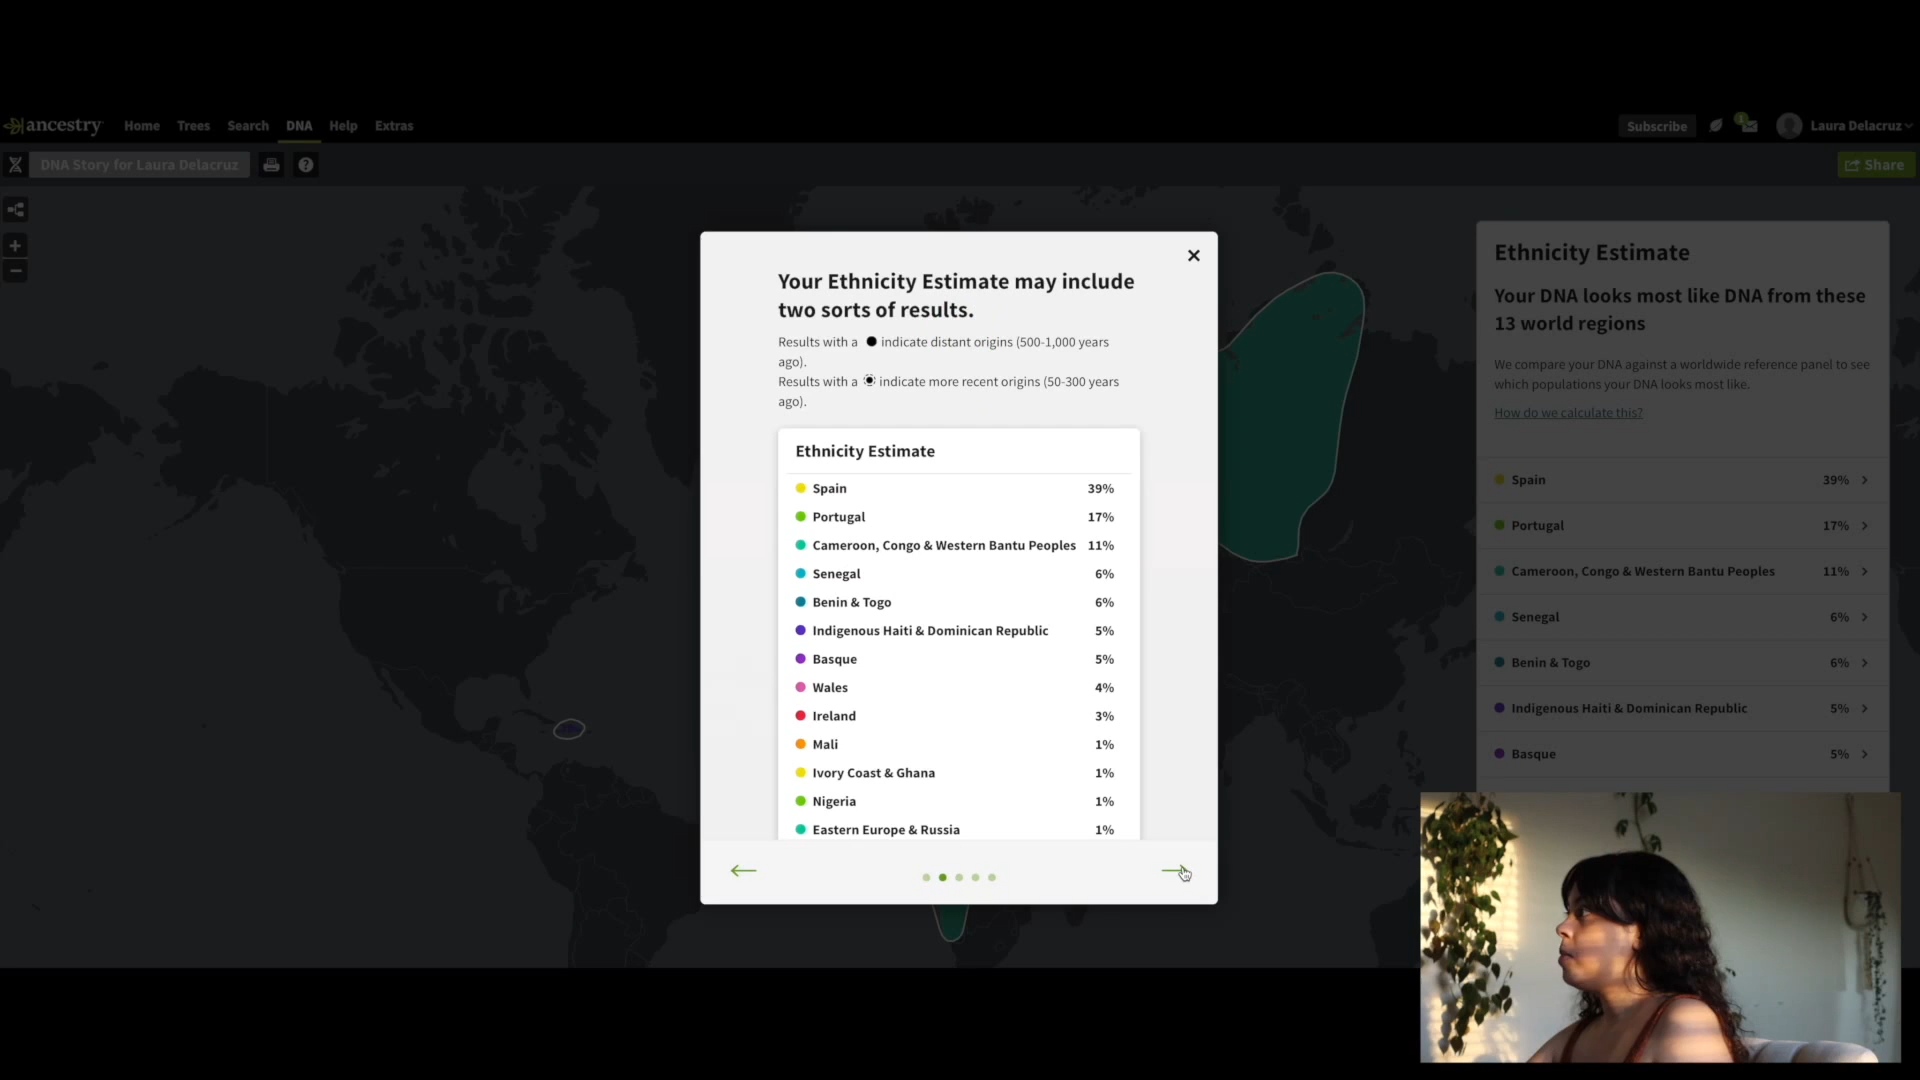 ancestry
Home Trees Search DNA Help Extras
Subscribe
1
Laura Delacruz
DNA Story for Laura Delacruz
?
Share
+
−
×
Your Ethnicity Estimate may include
two sorts of results.
Results with a indicate distant origins (500-1,000 years
ago).
Results with a indicate more recent origins (50-300 years
ago).
Ethnicity Estimate
Spain 39%
Portugal 17%
Cameroon, Congo & Western Bantu Peoples 11%
Senegal 6%
Benin & Togo 6%
Indigenous Haiti & Dominican Republic 5%
Basque 5%
Wales 4%
Ireland 3%
Mali 1%
Ivory Coast & Ghana 1%
Nigeria 1%
Eastern Europe & Russia 1%
Ethnicity Estimate
Your DNA looks most like DNA from these
13 world regions
We compare your DNA against a worldwide reference panel to see
which populations your DNA looks most like.
How do we calculate this?
Spain 39%
Portugal 17%
Cameroon, Congo & Western Bantu Peoples 11%
Senegal 6%
Benin & Togo 6%
Indigenous Haiti & Dominican Republic 5%
Basque 5%